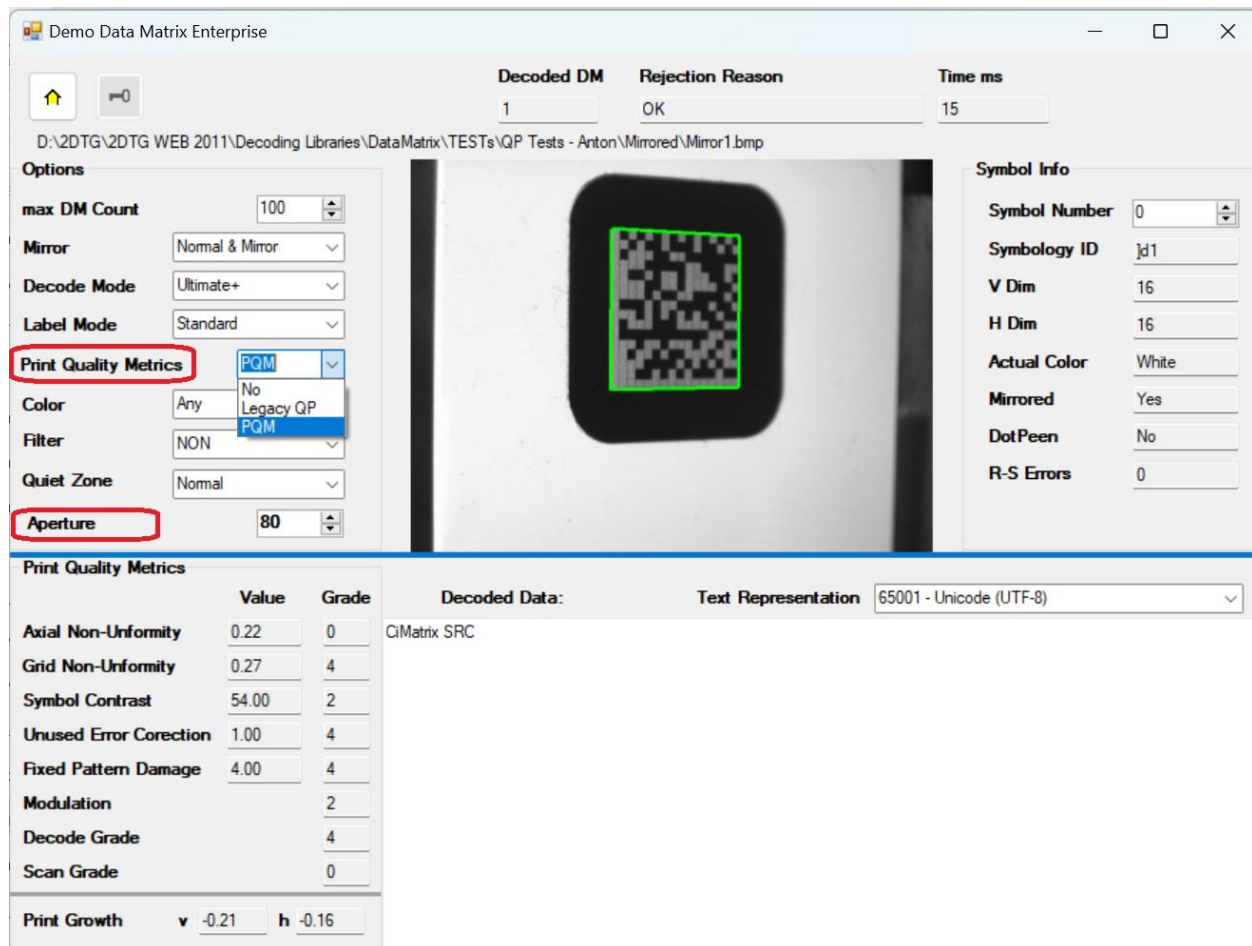 Demo Data Matrix Enterprise
Decoded DM Rejection Reason Time ms
1 OK 15
D:\2DTG\2DTG WEB 2011\Decoding Libraries\DataMatrix\TESTs\QP Tests - Anton\Mirrored\Mirror1.bmp
Options
max DM Count 100
Mirror Normal & Mirror
Decode Mode Ultimate+
Label Mode Standard
Print Quality Metrics PQM
No
Legacy QP
PQM
Color Any
Filter NON
Quiet Zone Normal
Aperture 80
Symbol Info
Symbol Number 0
Symbology ID ]d1
V Dim 16
H Dim 16
Actual Color White
Mirrored Yes
DotPeen No
R-S Errors 0
Print Quality Metrics
Value Grade
Axial Non-Uniformity 0.22 0
Grid Non-Uniformity 0.27 4
Symbol Contrast 54.00 2
Unused Error Corection 1.00 4
Fixed Pattern Damage 4.00 4
Modulation 2
Decode Grade 4
Scan Grade 0
Print Growth v -0.21 h -0.16
Decoded Data: Text Representation 65001 - Unicode (UTF-8)
CiMatrix SRC